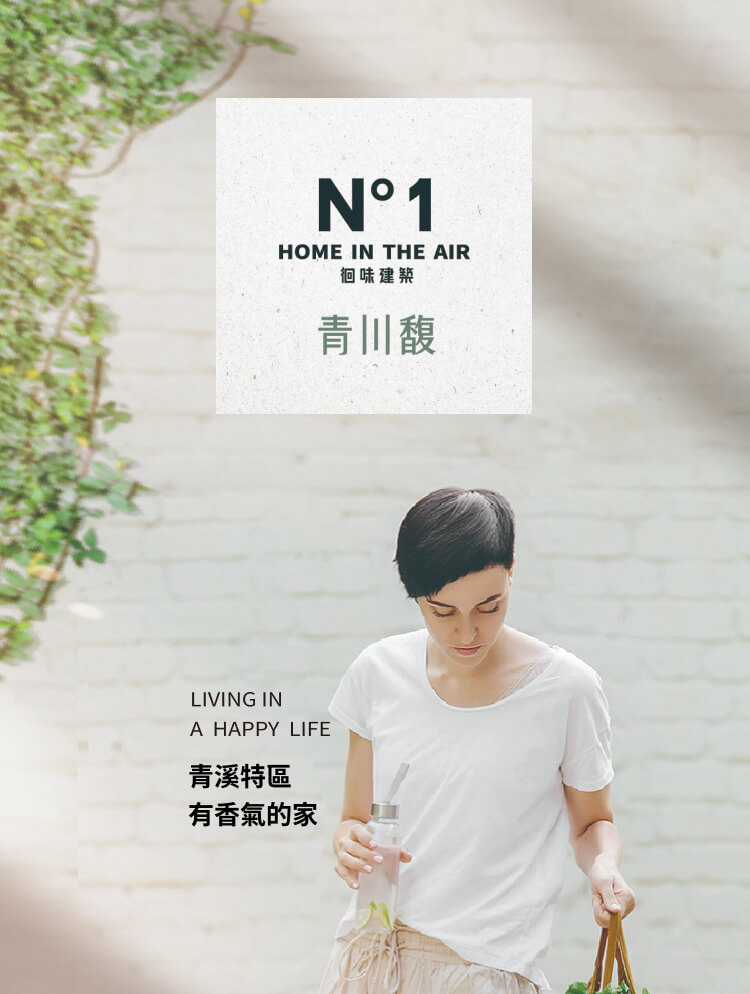 N° 1
HOME IN THE AIR
徊味建築
青川馥
LIVING IN
A HAPPY LIFE
青溪特區
有香氣的家